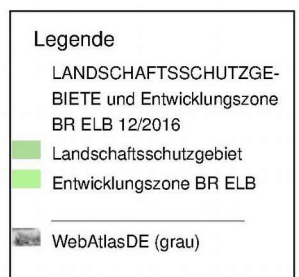 Legende
LANDSCHAFTSSCHUTZGE-
BIETE und Entwicklungszone
BR ELB 12/2016
Landschaftsschutzgebiet
Entwicklungszone BR ELB
WebAtlasDE (grau)